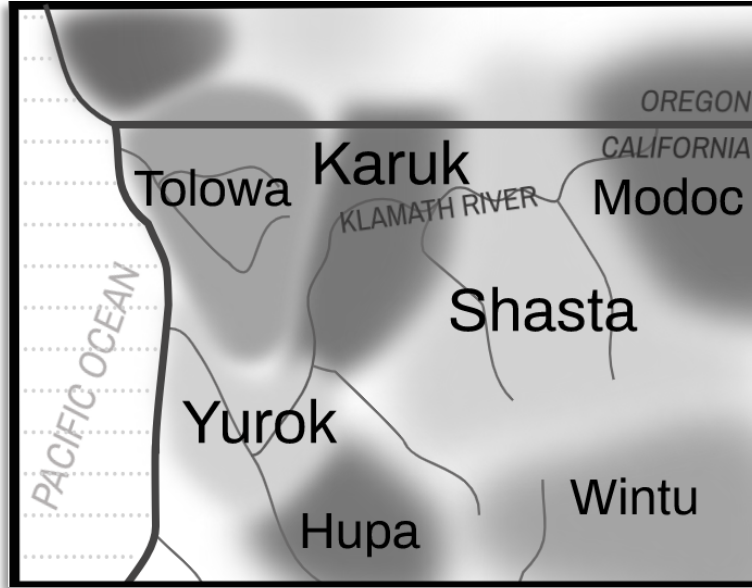 OREGON
CALIFORNIA
Karuk
Tolowa
Modoc
KLAMATH RIVER
Shasta
PACIFIC OCEAN
Yurok
Wintu
Hupa